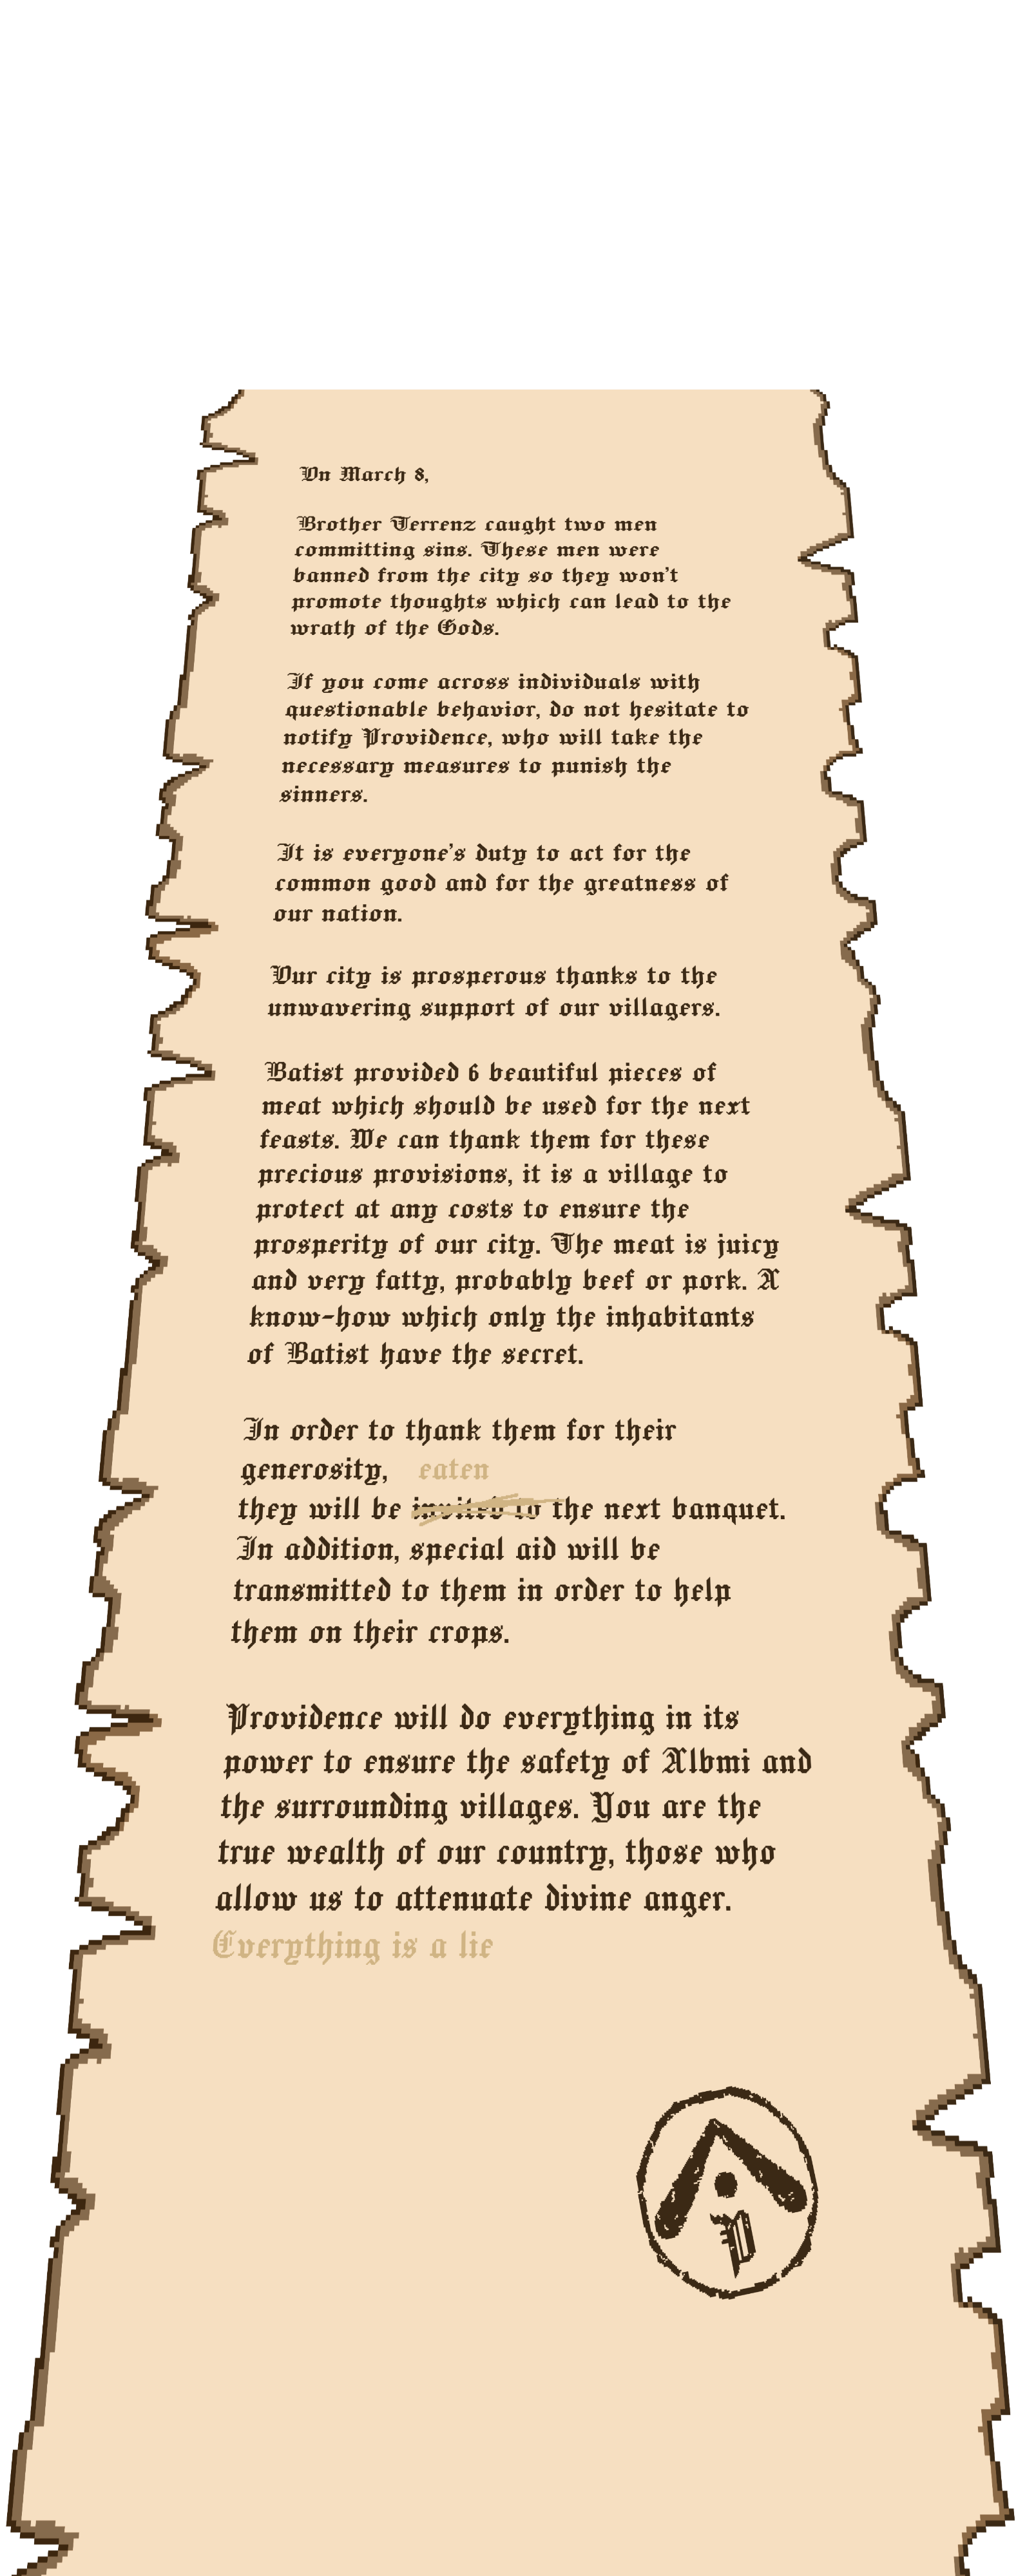 On March 8,
Brother Terrenz caught two men
committing sins. These men were
banned from the city so they won't
promote thoughts which can lead to the
wrath of the Gods.
If you come across individuals with
questionable behavior, do not hesitate to
notify Providence, who will take the
necessary measures to punish the
sinners.
It is everyone's duty to act for the
common good and for the greatness of
our nation.
Our city is prosperous thanks to the
unwavering support of our villagers.
Batist provided 6 beautiful pieces of
meat which should be used for the next
feasts. We can thank them for these
precious provisions, it is a village to
protect at any costs to ensure the
prosperity of our city. The meat is juicy
and very fatty, probably beef or pork. A
know-how which only the inhabitants
of Batist have the secret.
In order to thank them for their
generosity, eaten
they will be invited to the next banquet.
In addition, special aid will be
transmitted to them in order to help
them on their crops.
Providence will do everything in its
power to ensure the safety of Albmi and
the surrounding villages. You are the
true wealth of our country, those who
allow us to attenuate divine anger.
Everything is a lie
P